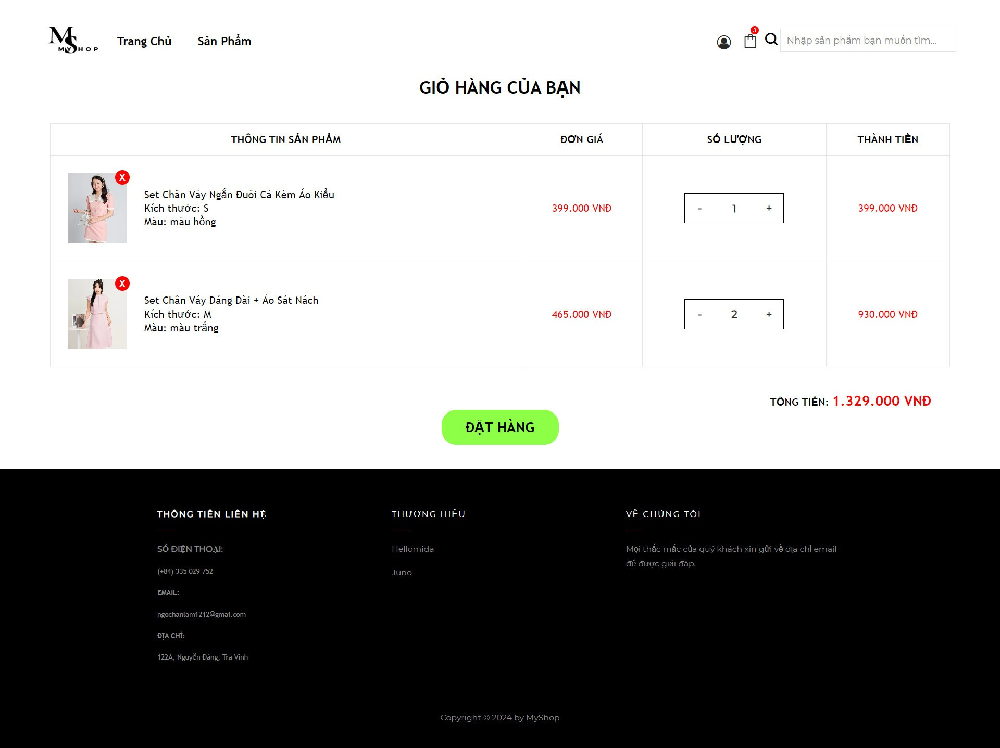 MS
MYSHOP
Trang Chủ
Sản Phẩm
3
Nhập sản phẩm bạn muốn tìm...
GIỎ HÀNG CỦA BẠN
THÔNG TIN SẢN PHẨM
ĐƠN GIÁ
SỐ LƯỢNG
THÀNH TIỀN
X
Set Chân Váy Ngắn Đuôi Cá Kèm Áo Kiểu
Kích thước: S
Màu: màu hồng
399.000 VNĐ
- 1 +
399.000 VNĐ
X
Set Chân Váy Dáng Dài + Áo Sát Nách
Kích thước: M
Màu: màu trắng
465.000 VNĐ
- 2 +
930.000 VNĐ
TỔNG TIỀN: 1.329.000 VNĐ
ĐẶT HÀNG
THÔNG TIÊN LIÊN HỆ
SỐ ĐIỆN THOẠI:
(+84) 335 029 752
EMAIL:
ngochanlam1212@gmai.com
ĐỊA CHỈ:
122A, Nguyễn Đáng, Trà Vinh
THƯƠNG HIỆU
Hellomida
Juno
VỀ CHÚNG TÔI
Mọi thắc mắc của quý khách xin gửi về địa chỉ email
để được giải đáp.
Copyright © 2024 by MyShop